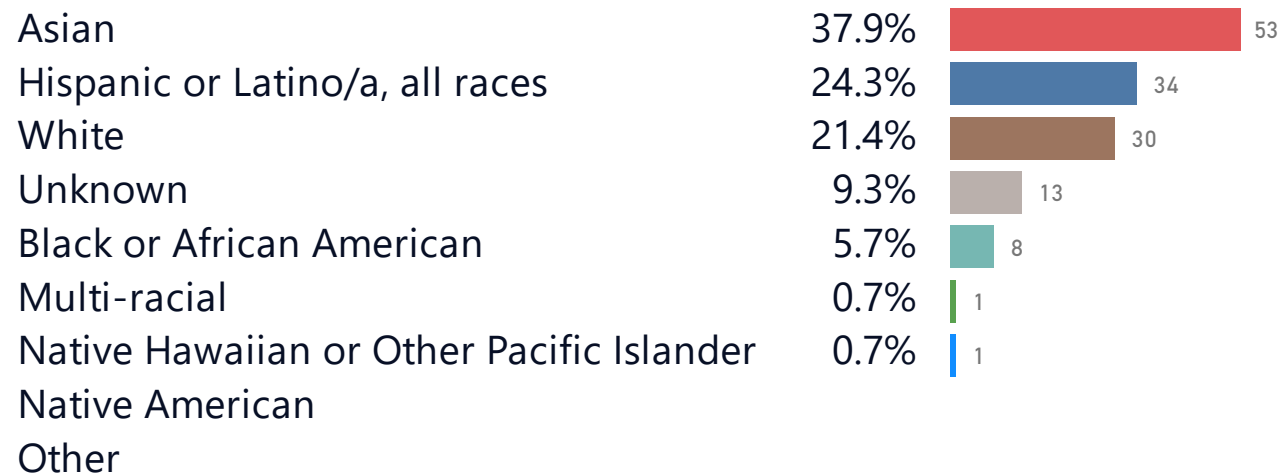 Asian 37.9% 53
Hispanic or Latino/a, all races 24.3% 34
White 21.4% 30
Unknown 9.3% 13
Black or African American 5.7% 8
Multi-racial 0.7% 1
Native Hawaiian or Other Pacific Islander 0.7% 1
Native American
Other